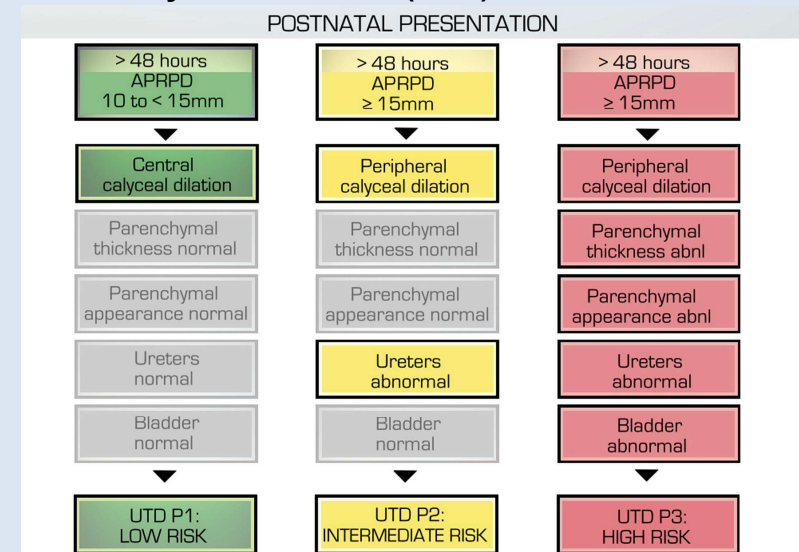 POSTNATAL PRESENTATION
> 48 hours
APRPD
10 to < 15mm
Central
calyceal dilation
Parenchymal
thickness normal
Parenchymal
appearance normal
Ureters
normal
Bladder
normal
UTD P1:
LOW RISK
> 48 hours
APRPD
≥ 15mm
Peripheral
calyceal dilation
Parenchymal
thickness normal
Parenchymal
appearance normal
Ureters
abnormal
Bladder
normal
UTD P2:
INTERMEDIATE RISK
> 48 hours
APRPD
≥ 15mm
Peripheral
calyceal dilation
Parenchymal
thickness abnl
Parenchymal
appearance abnl
Ureters
abnormal
Bladder
abnormal
UTD P3:
HIGH RISK